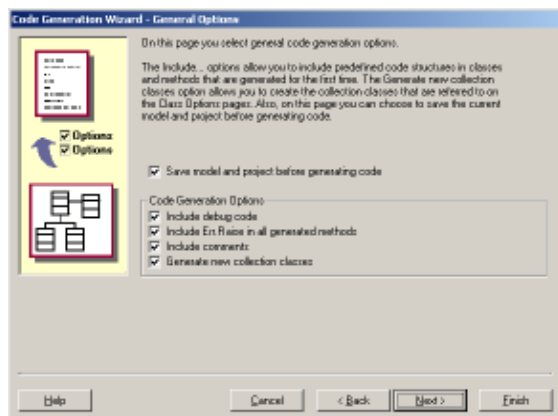 Code Generation Wizard - General Options
On this page you select general code generation options.
The Include... options allow you to include predefined code structures in classes
and methods that are generated for the first time. The Generate new collection
classes option allows you to create the collection classes that are referred to on
the Class Options pages. Also, on this page you can choose to save the current
model and project before generating code.
Options
Options
Save model and project before generating code
Code Generation Options
Include debug code
Include Err.Raise in all generated methods
Include comments
Generate new collection classes
Help
Cancel
< Back
Next >
Finish